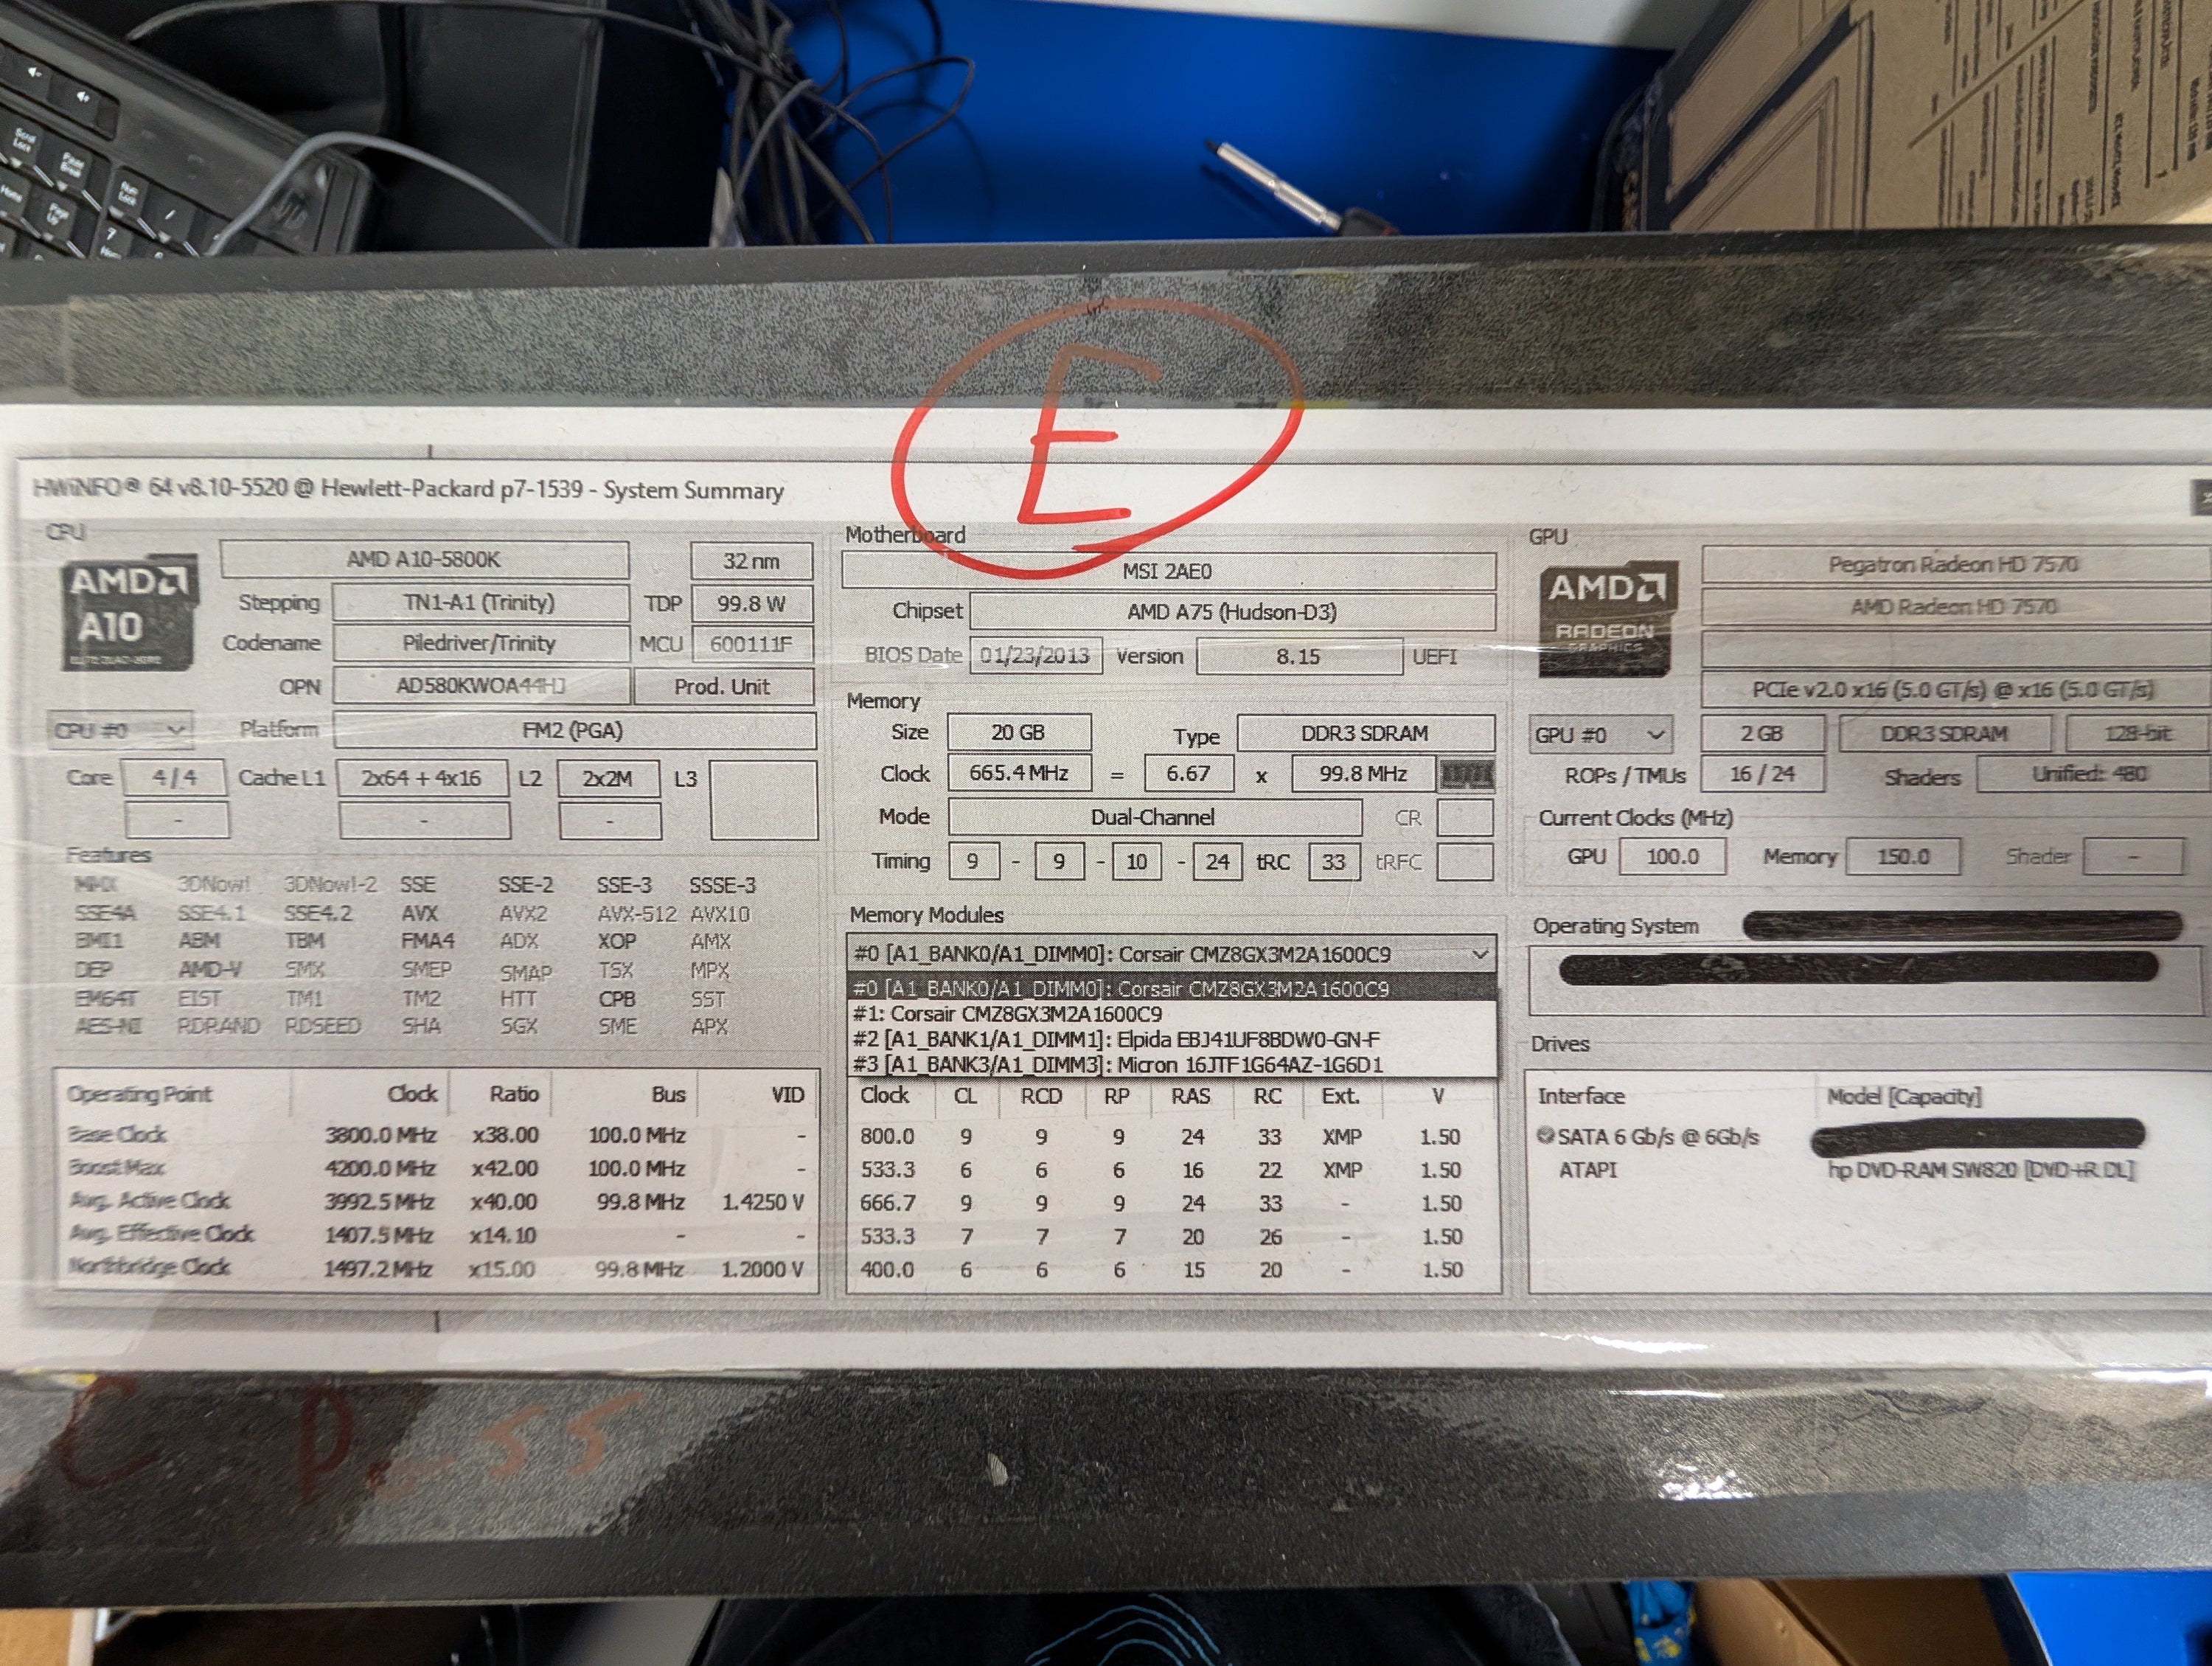 Scroll Lock
Pause Break
Num Lock
/
Home
Page Up
7
Home
E
HWiNFO® 64 v8.10-5520 @ Hewlett-Packard p7-1539 - System Summary
CPU
AMD A10
AMD A10-5800K
32 nm
Stepping TN1-A1 (Trinity) TDP 99.8 W
Codename Piledriver/Trinity MCU 600111F
OPN AD580KWOA44HJ Prod. Unit
CPU #0 Platform FM2 (PGA)
Core 4 / 4 Cache L1 2x64 + 4x16 L2 2x2M L3
- - -
Features
MMX 3DNow! 3DNow!-2 SSE SSE-2 SSE-3 SSSE-3
SSE4A SSE4.1 SSE4.2 AVX AVX2 AVX-512 AVX10
BMI1 ABM TBM FMA4 ADX XOP AMX
DEP AMD-V SMX SMEP SMAP TSX MPX
EM64T EIST TM1 TM2 HTT CPB SST
AES-NI RDRAND RDSEED SHA SGX SME APX
Operating Point Clock Ratio Bus VID
Base Clock 3800.0 MHz x38.00 100.0 MHz -
Boost Max 4200.0 MHz x42.00 100.0 MHz -
Avg. Active Clock 3992.5 MHz x40.00 99.8 MHz 1.4250 V
Avg. Effective Clock 1407.5 MHz x14.10 - -
Northbridge Clock 1497.2 MHz x15.00 99.8 MHz 1.2000 V
Motherboard
MSI 2AE0
Chipset AMD A75 (Hudson-D3)
BIOS Date 01/23/2013 Version 8.15 UEFI
Memory
Size 20 GB Type DDR3 SDRAM
Clock 665.4 MHz = 6.67 x 99.8 MHz
Mode Dual-Channel CR
Timing 9 - 9 - 10 - 24 tRC 33 tRFC
Memory Modules
#0 [A1_BANK0/A1_DIMM0]: Corsair CMZ8GX3M2A1600C9
#0 [A1_BANK0/A1_DIMM0]: Corsair CMZ8GX3M2A1600C9
#1: Corsair CMZ8GX3M2A1600C9
#2 [A1_BANK1/A1_DIMM1]: Elpida EBJ41UF8BDW0-GN-F
#3 [A1_BANK3/A1_DIMM3]: Micron 16JTF1G64AZ-1G6D1
Clock CL RCD RP RAS RC Ext. V
800.0 9 9 9 24 33 XMP 1.50
533.3 6 6 6 16 22 XMP 1.50
666.7 9 9 9 24 33 - 1.50
533.3 7 7 7 20 26 - 1.50
400.0 6 6 6 15 20 - 1.50
GPU
AMD RADEON GRAPHICS
Pegatron Radeon HD 7570
AMD Radeon HD 7570
PCIe v2.0 x16 (5.0 GT/s) @ x16 (5.0 GT/s)
GPU #0 2 GB DDR3 SDRAM 128-bit
ROPs / TMUs 16 / 24 Shaders Unified: 480
Current Clocks (MHz)
GPU 100.0 Memory 150.0 Shader -
Operating System
Drives
Interface Model [Capacity]
SATA 6 Gb/s @ 6Gb/s
ATAPI hp DVD-RAM SW820 [DVD+R DL]